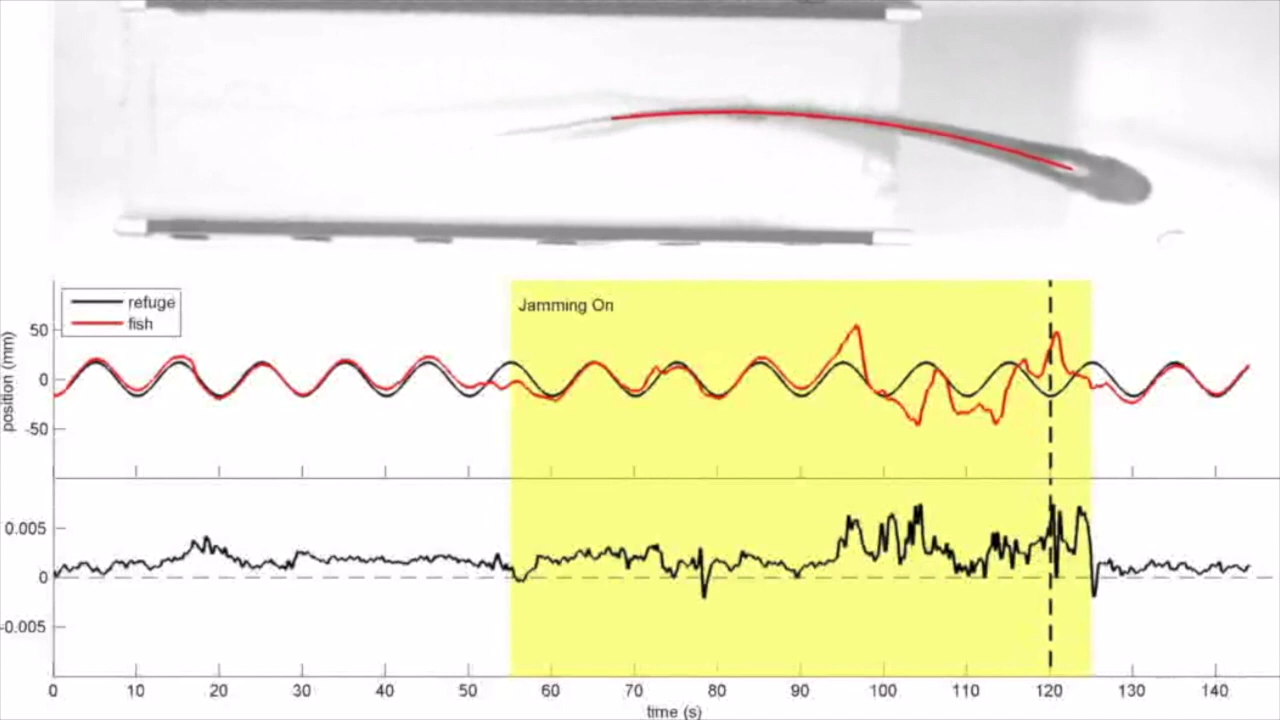 refuge
fish
Jamming On
position (mm)
50
0
-50
0.005
0
-0.005
0 10 20 30 40 50 60 70 80 90 100 110 120 130 140
time (s)